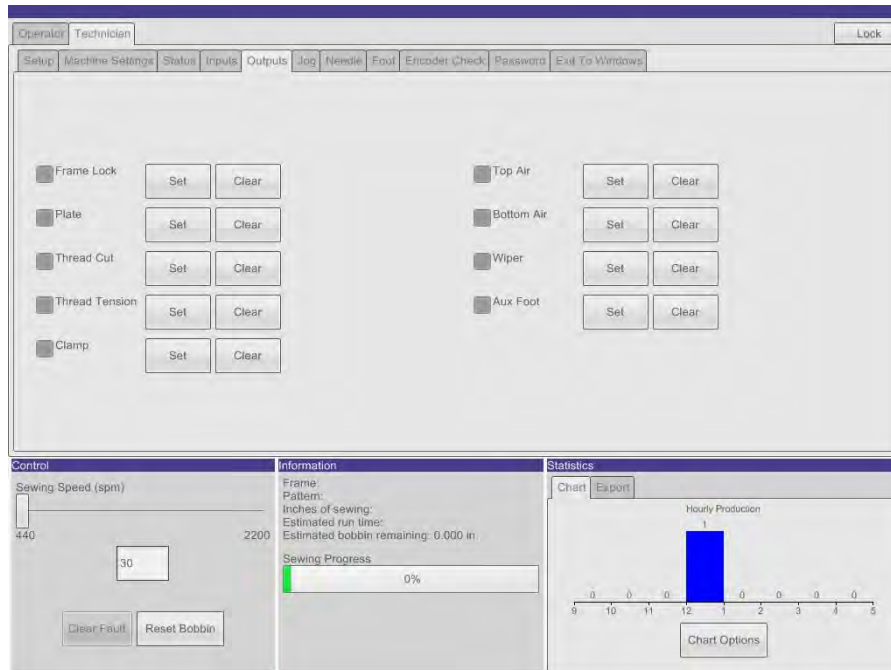 Operator Technician Lock
Setup Machine Settings Status Inputs Outputs Jog Needle Foot Encoder Check Password Exit To Windows
Frame Lock Set Clear
Plate Set Clear
Thread Cut Set Clear
Thread Tension Set Clear
Clamp Set Clear
Top Air Set Clear
Bottom Air Set Clear
Wiper Set Clear
Aux Foot Set Clear
Control
Sewing Speed (spm)
440 2200
30
Clear Fault Reset Bobbin
Information
Frame:
Pattern:
Inches of sewing:
Estimated run time:
Estimated bobbin remaining: 0.000 in
Sewing Progress
0%
Statistics
Chart Export
Hourly Production
1
0 0 0 0 0 0 0
9 10 11 12 1 2 3 4 5
Chart Options